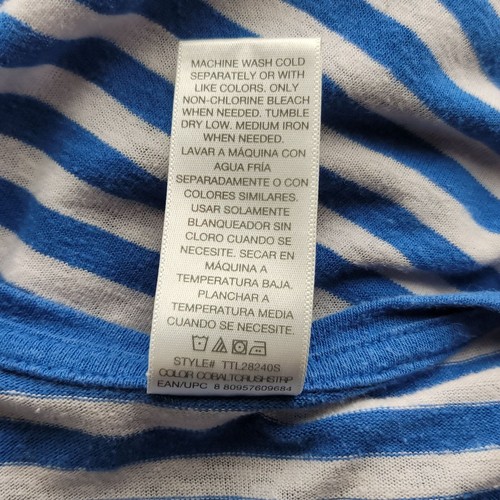 MACHINE WASH COLD
SEPARATELY OR WITH
LIKE COLORS. ONLY
NON-CHLORINE BLEACH
WHEN NEEDED. TUMBLE
DRY LOW. MEDIUM IRON
WHEN NEEDED.
LAVAR A MÁQUINA CON
AGUA FRÍA
SEPARADAMENTE O CON
COLORES SIMILARES.
USAR SOLAMENTE
BLANQUEADOR SIN
CLORO CUANDO SE
NECESITE. SECAR EN
MÁQUINA A
TEMPERATURA BAJA.
PLANCHAR A
TEMPERATURA MEDIA
CUANDO SE NECESITE.
STYLE# TTL28240S
COLOR COBALTCRUSHSTRP
EAN/UPC 8 80957609684